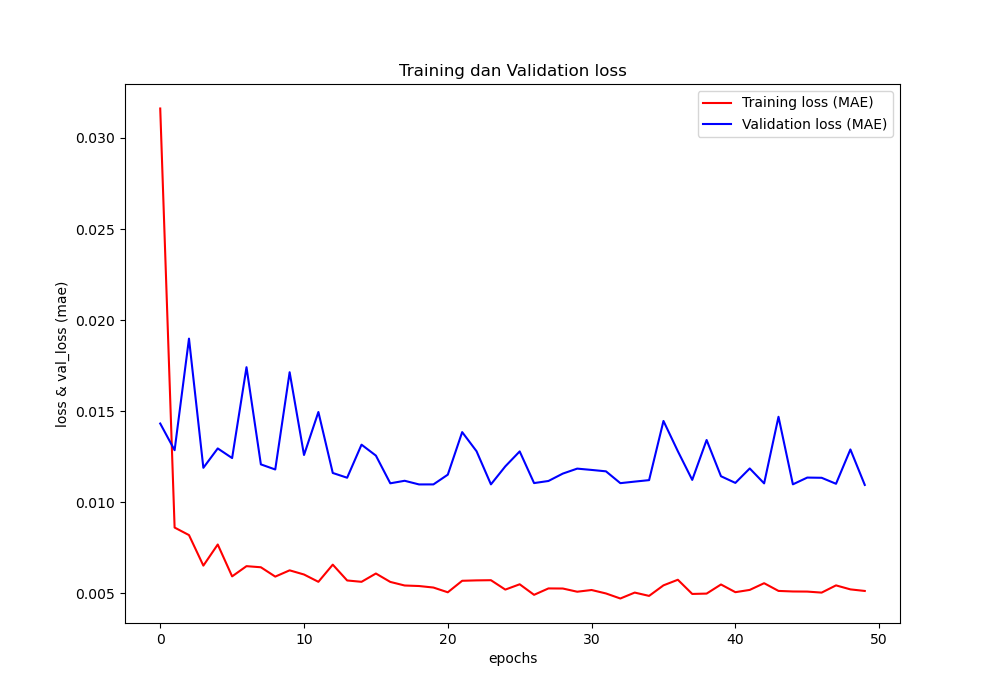 Training dan Validation loss
Training loss (MAE)
Validation loss (MAE)
loss & val_loss (mae)
0.030
0.025
0.020
0.015
0.010
0.005
0 10 20 30 40 50
epochs